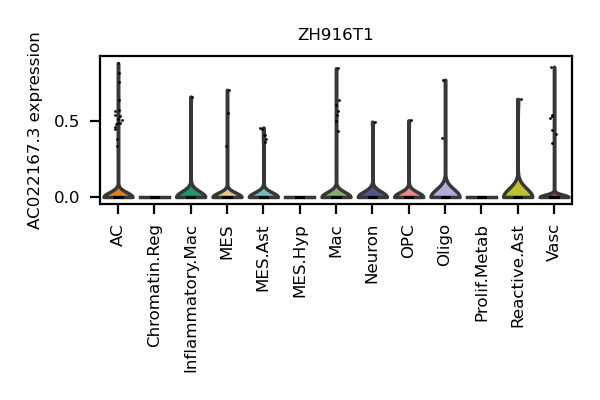 ZH916T1
AC022167.3 expression
0.5
0.0
AC
Chromatin.Reg
Inflammatory.Mac
MES
MES.Ast
MES.Hyp
Mac
Neuron
OPC
Oligo
Prolif.Metab
Reactive.Ast
Vasc